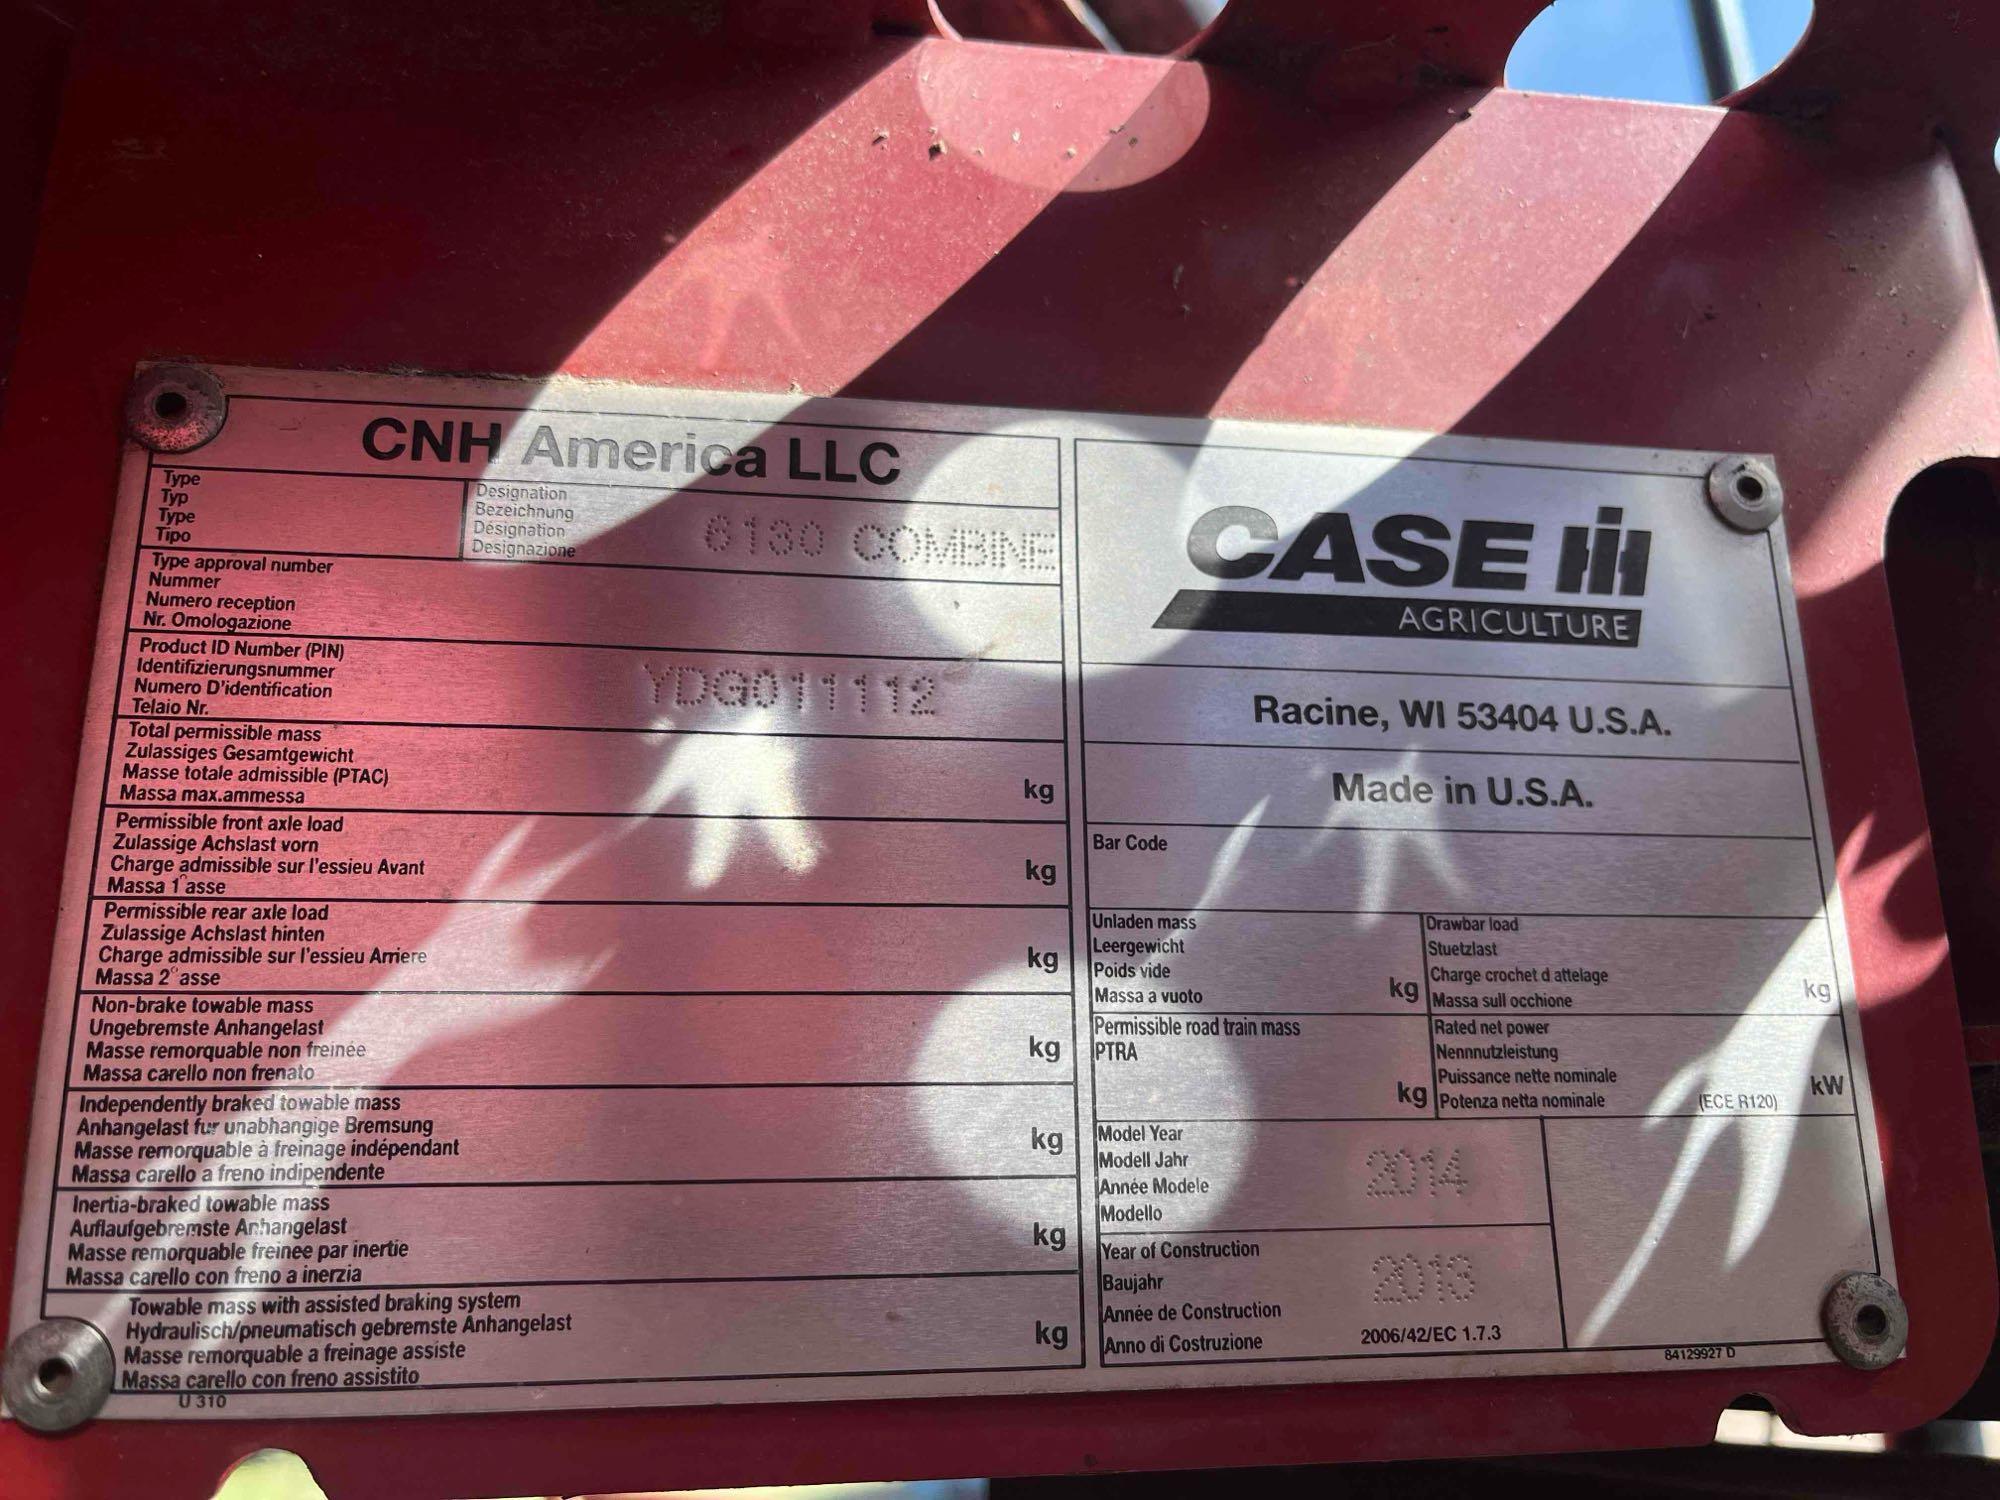 CNH America LLC
Type
Typ
Type
Tipo
Designation
Bezeichnung
Désignation
Designazione
6130 COMBINE
Type approval number
Nummer
Numero reception
Nr. Omologazione
Product ID Number (PIN)
Identifizierungsnummer
Numero D'identification
Telaio Nr.
YDG011112
Total permissible mass
Zulassiges Gesamtgewicht
Masse totale admissible (PTAC)
Massa max.ammessa
kg
Permissible front axle load
Zulassige Achslast vorn
Charge admissible sur l'essieu Avant
Massa 1°asse
kg
Permissible rear axle load
Zulassige Achslast hinten
Charge admissible sur l'essieu Arriere
Massa 2°asse
kg
Non-brake towable mass
Ungebremste Anhangelast
Masse remorquable non freinée
Massa carello non frenato
kg
Independently braked towable mass
Anhangelast fur unabhangige Bremsung
Masse remorquable à freinage indépendant
Massa carello a freno indipendente
kg
Inertia-braked towable mass
Auflaufgebremste Anhangelast
Masse remorquable freinee par inertie
Massa carello con freno a inerzia
kg
Towable mass with assisted braking system
Hydraulisch/pneumatisch gebremste Anhangelast
Masse remorquable a freinage assiste
Massa carello con freno assistito
kg
U 310
CASE IH
AGRICULTURE
Racine, WI 53404 U.S.A.
Made in U.S.A.
Bar Code
Unladen mass
Leergewicht
Poids vide
Massa a vuoto
kg
Drawbar load
Stuetzlast
Charge crochet d attelage
Massa sull occhione
kg
Permissible road train mass
PTRA
kg
Rated net power
Nennnutzleistung
Puissance nette nominale
Potenza netta nominale
(ECE R120)
kW
Model Year
Modell Jahr
Année Modele
Modello
2014
Year of Construction
Baujahr
Année de Construction
Anno di Costruzione
2013
2006/42/EC 1.7.3
84129927 D